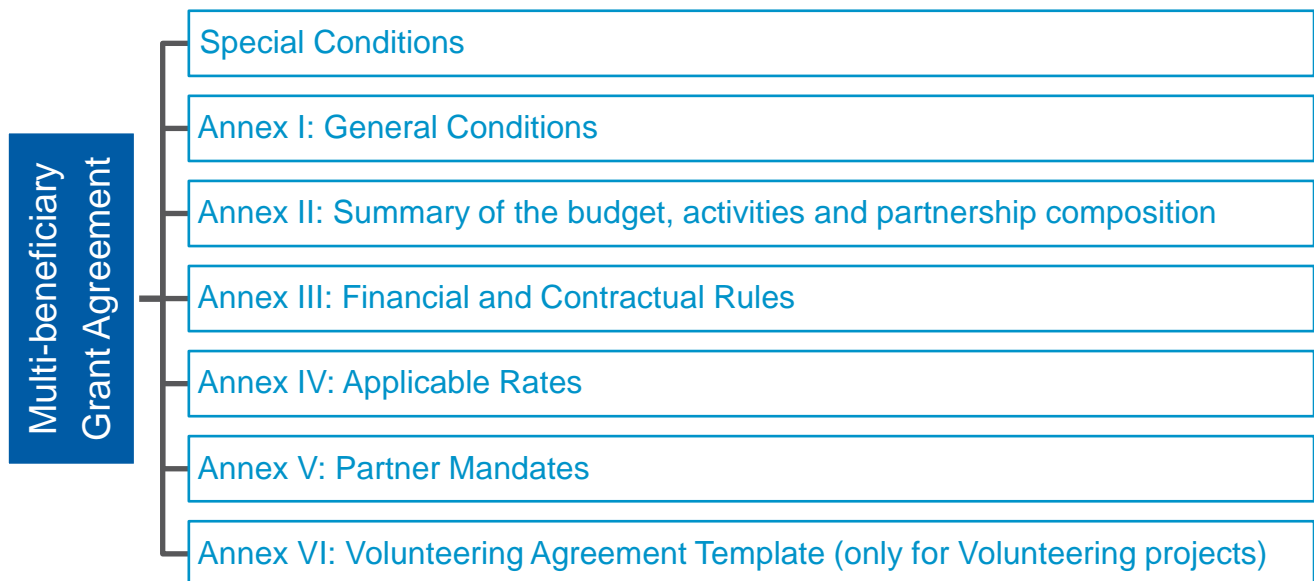 Multi-beneficiary
Grant Agreement
Special Conditions
Annex I: General Conditions
Annex II: Summary of the budget, activities and partnership composition
Annex III: Financial and Contractual Rules
Annex IV: Applicable Rates
Annex V: Partner Mandates
Annex VI: Volunteering Agreement Template (only for Volunteering projects)